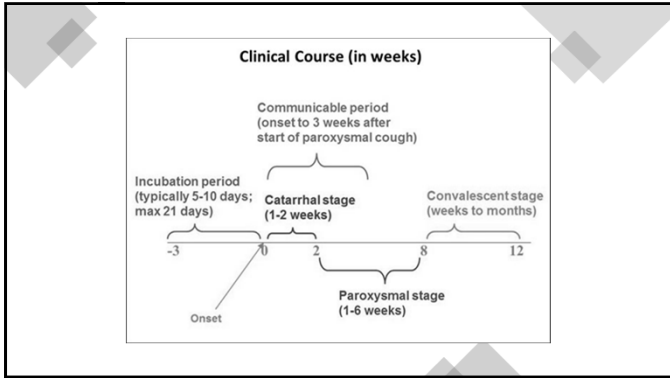 Clinical Course (in weeks)
Communicable period
(onset to 3 weeks after
start of paroxysmal cough)
Incubation period
(typically 5-10 days;
max 21 days)
Catarrhal stage
(1-2 weeks)
Convalescent stage
(weeks to months)
-3 0 2 8 12
Paroxysmal stage
(1-6 weeks)
Onset